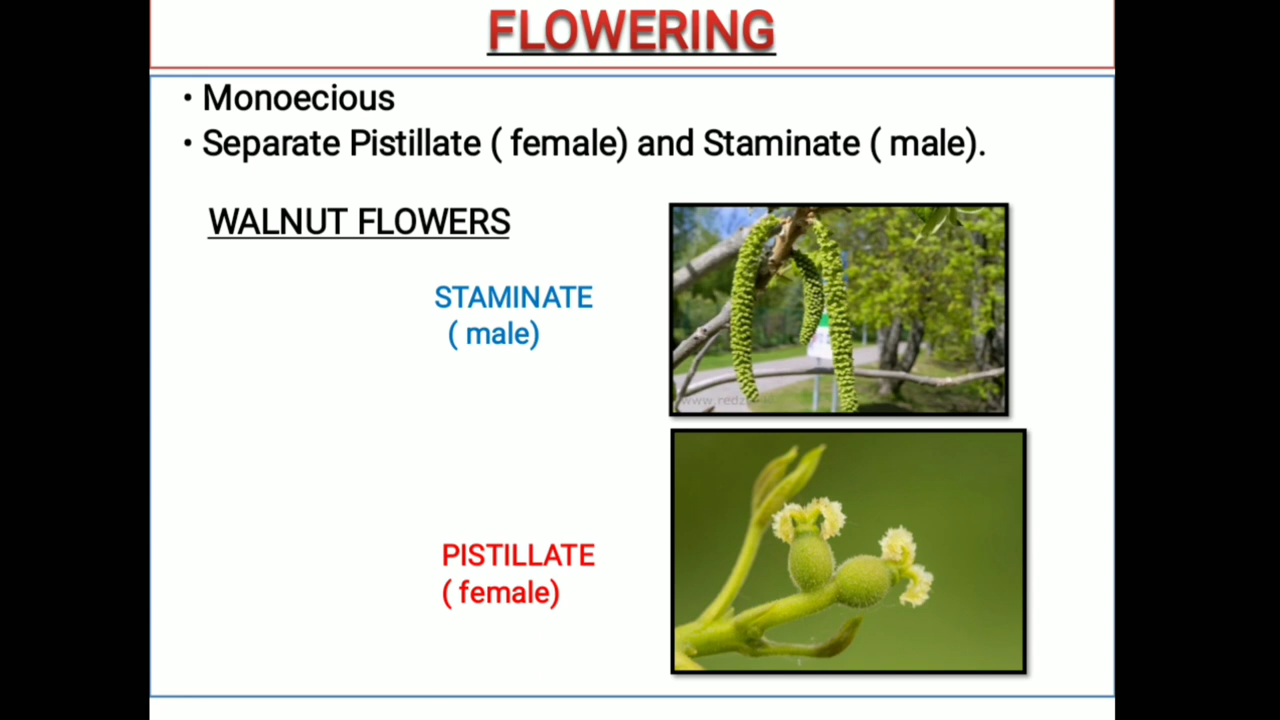 FLOWERING
• Monoecious
• Separate Pistillate ( female) and Staminate ( male).
WALNUT FLOWERS
STAMINATE
( male)
PISTILLATE
( female)